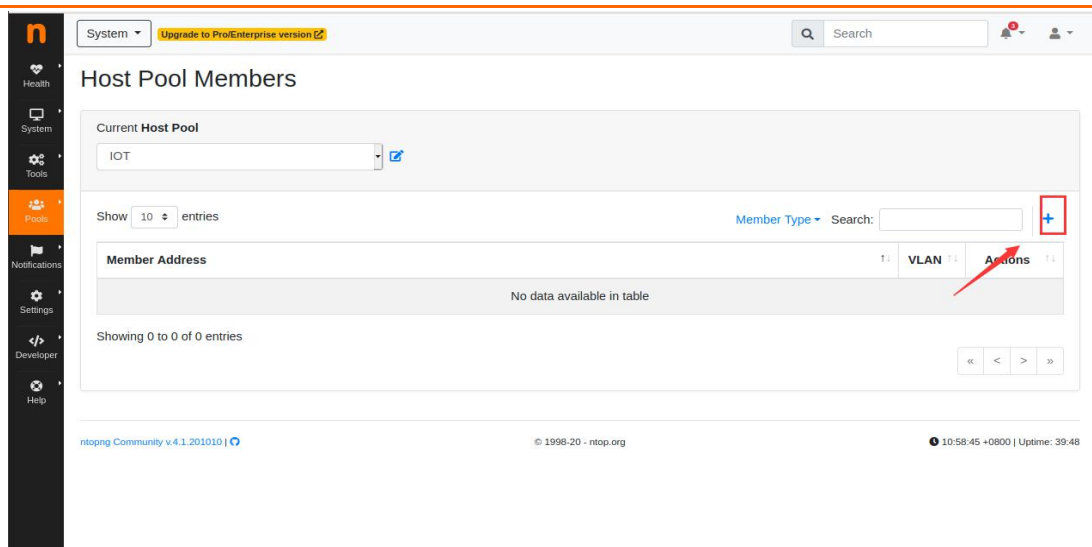 n
System
Upgrade to Pro/Enterprise version
Search
3
Health
System
Tools
Pools
Notifications
Settings
Developer
Help
Host Pool Members
Current Host Pool
IOT
Show 10 entries
Member Type Search:
+
Member Address VLAN Actions
No data available in table
Showing 0 to 0 of 0 entries
« < > »
ntopng Community v.4.1.201010 | © 1998-20 - ntop.org 10:58:45 +0800 | Uptime: 39:48